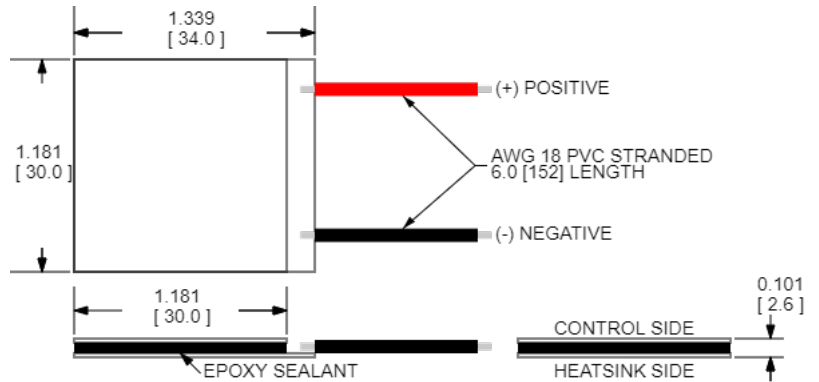 1.339
[ 34.0 ]
(+) POSITIVE
1.181
[ 30.0 ]
AWG 18 PVC STRANDED
6.0 [152] LENGTH
(-) NEGATIVE
1.181
[ 30.0 ]
0.101
[ 2.6 ]
CONTROL SIDE
EPOXY SEALANT
HEATSINK SIDE